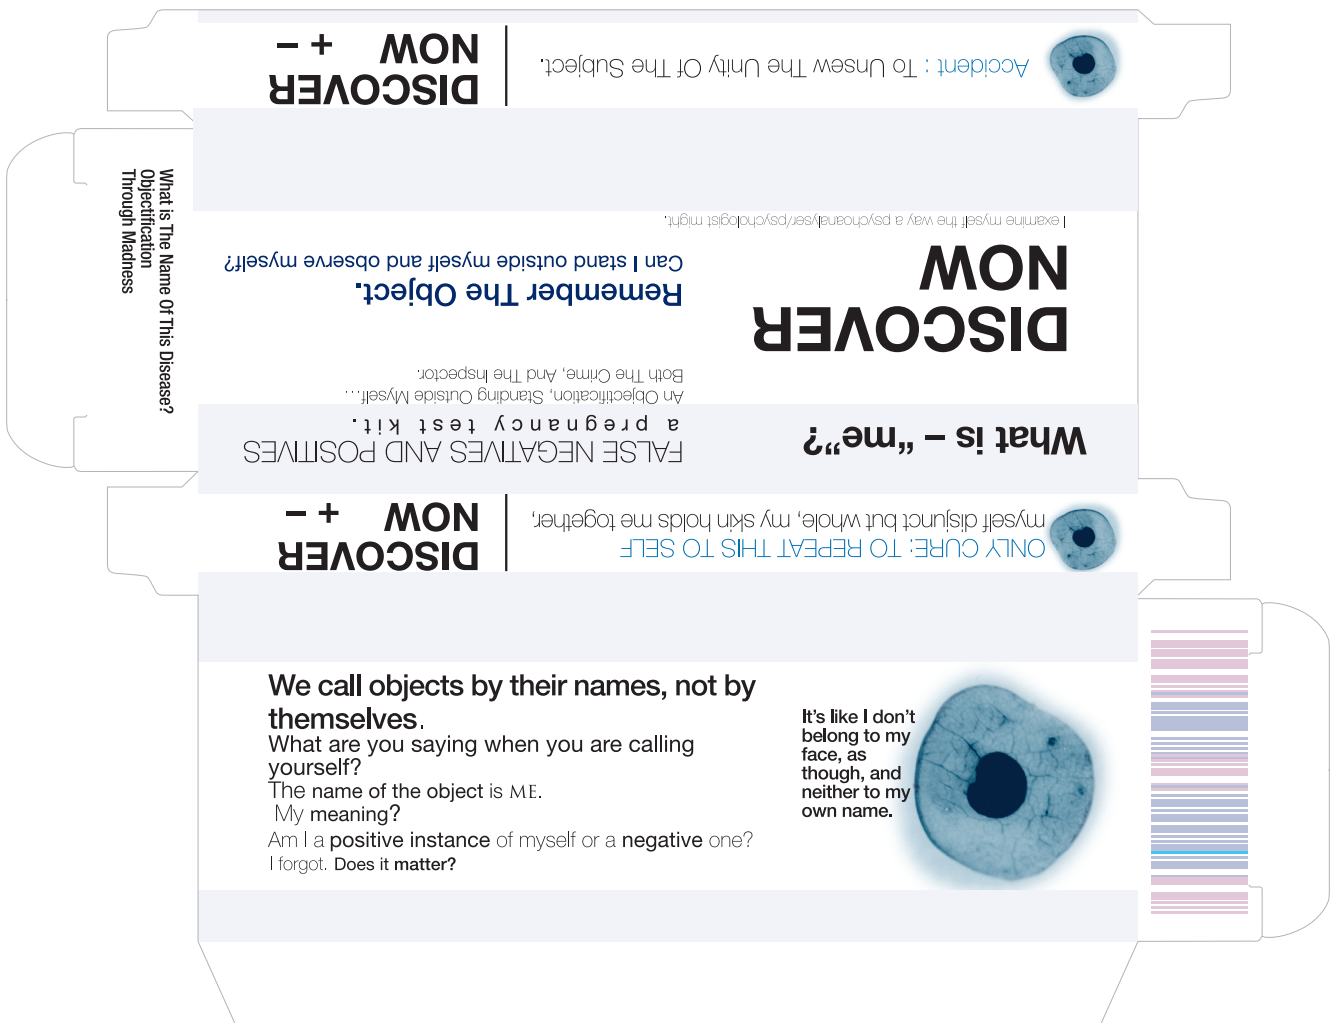 Accident : To Unsew The Unity Of The Subject.
DISCOVER
NOW + –
What is The Name Of This Disease?
Objectification
Through Madness
What is – “me”?
DISCOVER
NOW
I examine myself the way a psychoanalyser/psychologist might.
FALSE NEGATIVES AND POSITIVES
a pregnancy test kit.
An Objectification, Standing Outside Myself…
Both The Crime, And The Inspector.
Remember The Object.
Can I stand outside myself and observe myself?
ONLY CURE: TO REPEAT THIS TO SELF
myself disjunct but whole, my skin holds me together,
DISCOVER
NOW + –
We call objects by their names, not by
themselves.
What are you saying when you are calling
yourself?
The name of the object is ME.
My meaning?
Am I a positive instance of myself or a negative one?
I forgot. Does it matter?
It’s like I don’t
belong to my
face, as
though, and
neither to my
own name.